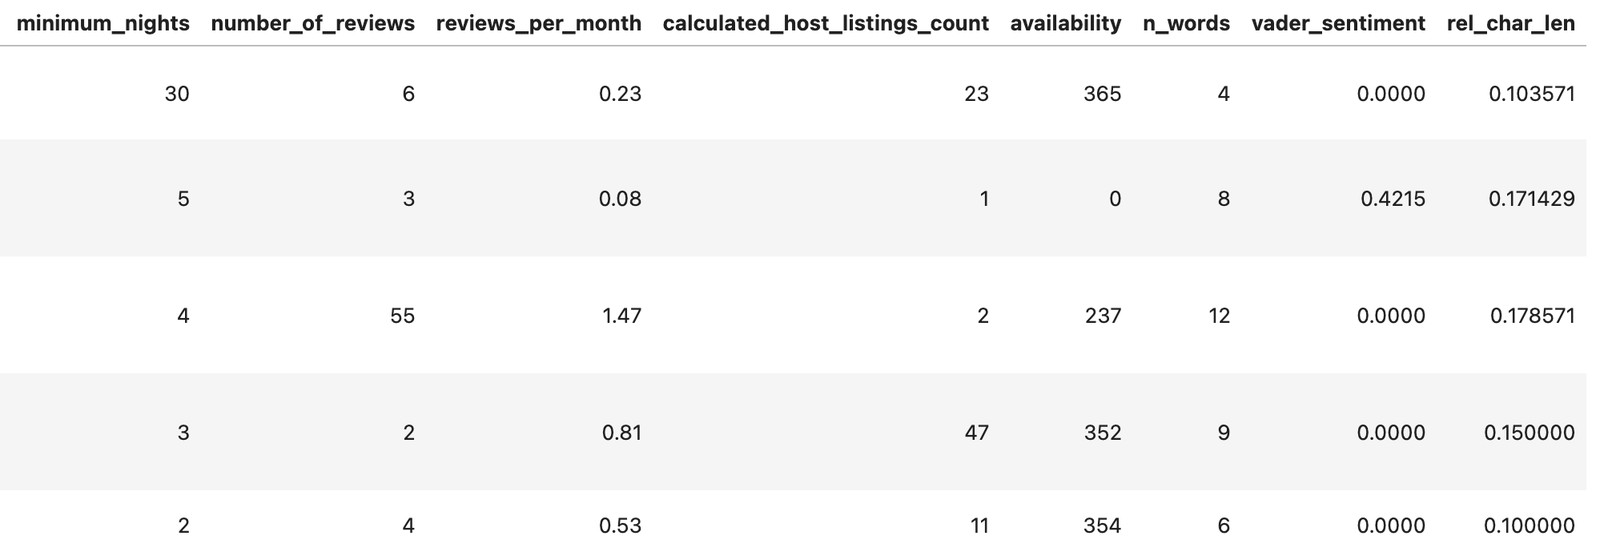 minimum_nights number_of_reviews reviews_per_month calculated_host_listings_count availability n_words vader_sentiment rel_char_len
30 6 0.23 23 365 4 0.0000 0.103571
5 3 0.08 1 0 8 0.4215 0.171429
4 55 1.47 2 237 12 0.0000 0.178571
3 2 0.81 47 352 9 0.0000 0.150000
2 4 0.53 11 354 6 0.0000 0.100000